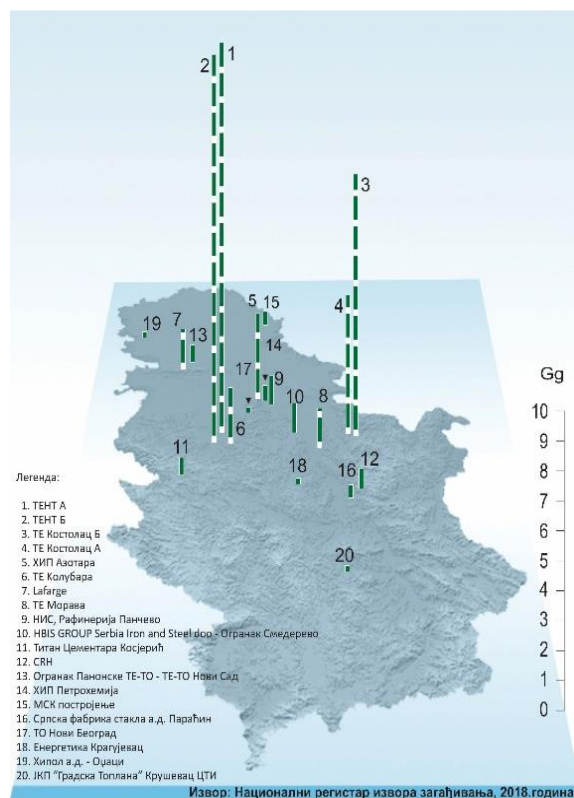 1
2
3
4
5
15
19
7
13
14
17
9
10
8
6
11
18
16
12
20
Gg
10
9
8
7
6
5
4
3
2
1
0
Легенда:
1. ТЕНТ А
2. ТЕНТ Б
3. ТЕ Костолац Б
4. ТЕ Костолац А
5. ХИП Азотара
6. ТЕ Колубара
7. Lafarge
8. ТЕ Морава
9. НИС, Рафинерија Панчево
10. HBIS GROUP Serbia Iron and Steel doo - Огранак Смедерево
11. Титан Цементара Косјерић
12. CRH
13. Огранак Панонске ТЕ-ТО - ТЕ-ТО Нови Сад
14. ХИП Петрохемија
15. МСК постројење
16. Српска фабрика стакла а.д. Параћин
17. ТО Нови Београд
18. Енергетика Крагујевац
19. Хипол а.д. - Оџаци
20. ЈКП "Градска Топлана" Крушевац ЦТИ
Извор: Национални регистар извора загађивања, 2018.година